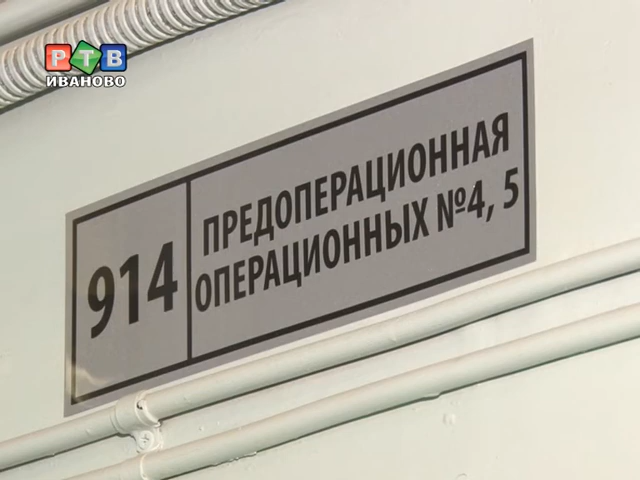 РТВ
ИВАНОВО
914
ПРЕДОПЕРАЦИОННАЯ
ОПЕРАЦИОННЫХ №4, 5